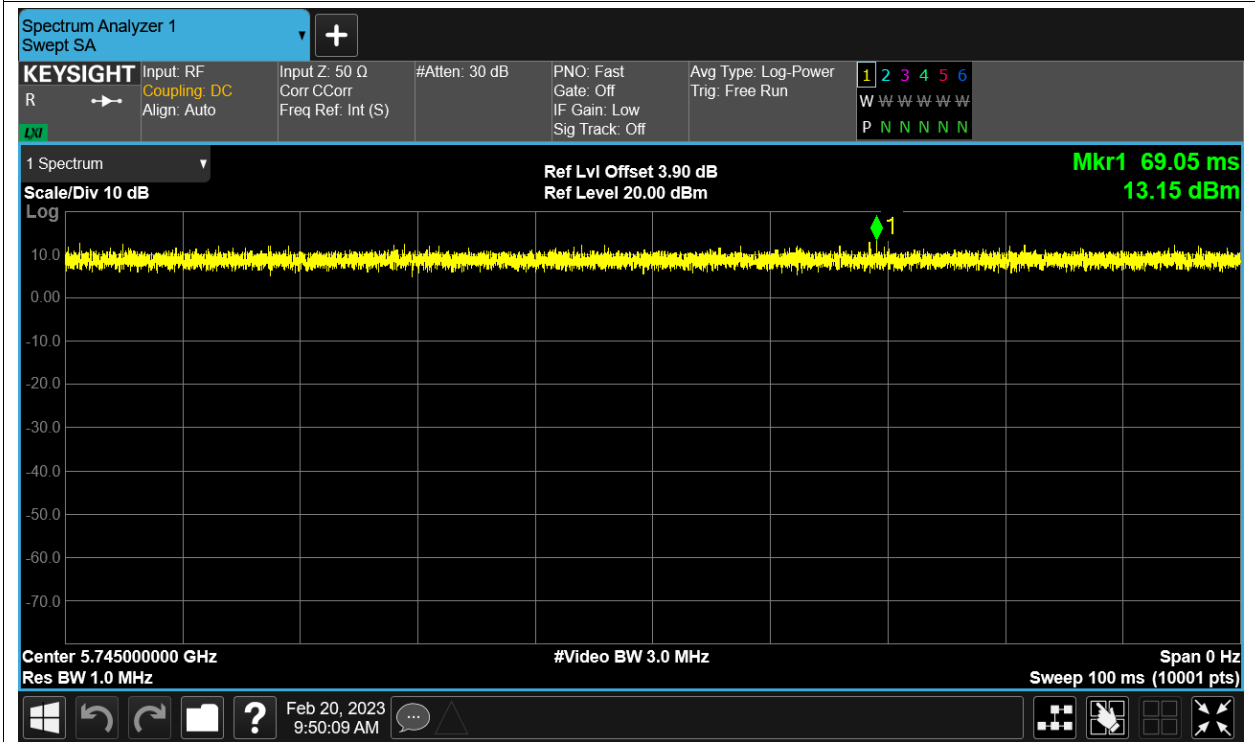 Spectrum Analyzer 1
Swept SA
▼
+
KEYSIGHT
R
LXI
Input: RF
Coupling: DC
Align: Auto
Input Z: 50 Ω
Corr CCorr
Freq Ref: Int (S)
#Atten: 30 dB
PNO: Fast
Gate: Off
IF Gain: Low
Sig Track: Off
Avg Type: Log-Power
Trig: Free Run
1 2 3 4 5 6
W W W W W W
P N N N N N
1 Spectrum ▼
Scale/Div 10 dB
Ref Lvl Offset 3.90 dB
Ref Level 20.00 dBm
Mkr1 69.05 ms
13.15 dBm
Log
1
10.0
0.00
-10.0
-20.0
-30.0
-40.0
-50.0
-60.0
-70.0
Center 5.745000000 GHz
Res BW 1.0 MHz
#Video BW 3.0 MHz
Span 0 Hz
Sweep 100 ms (10001 pts)
?
Feb 20, 2023
9:50:09 AM